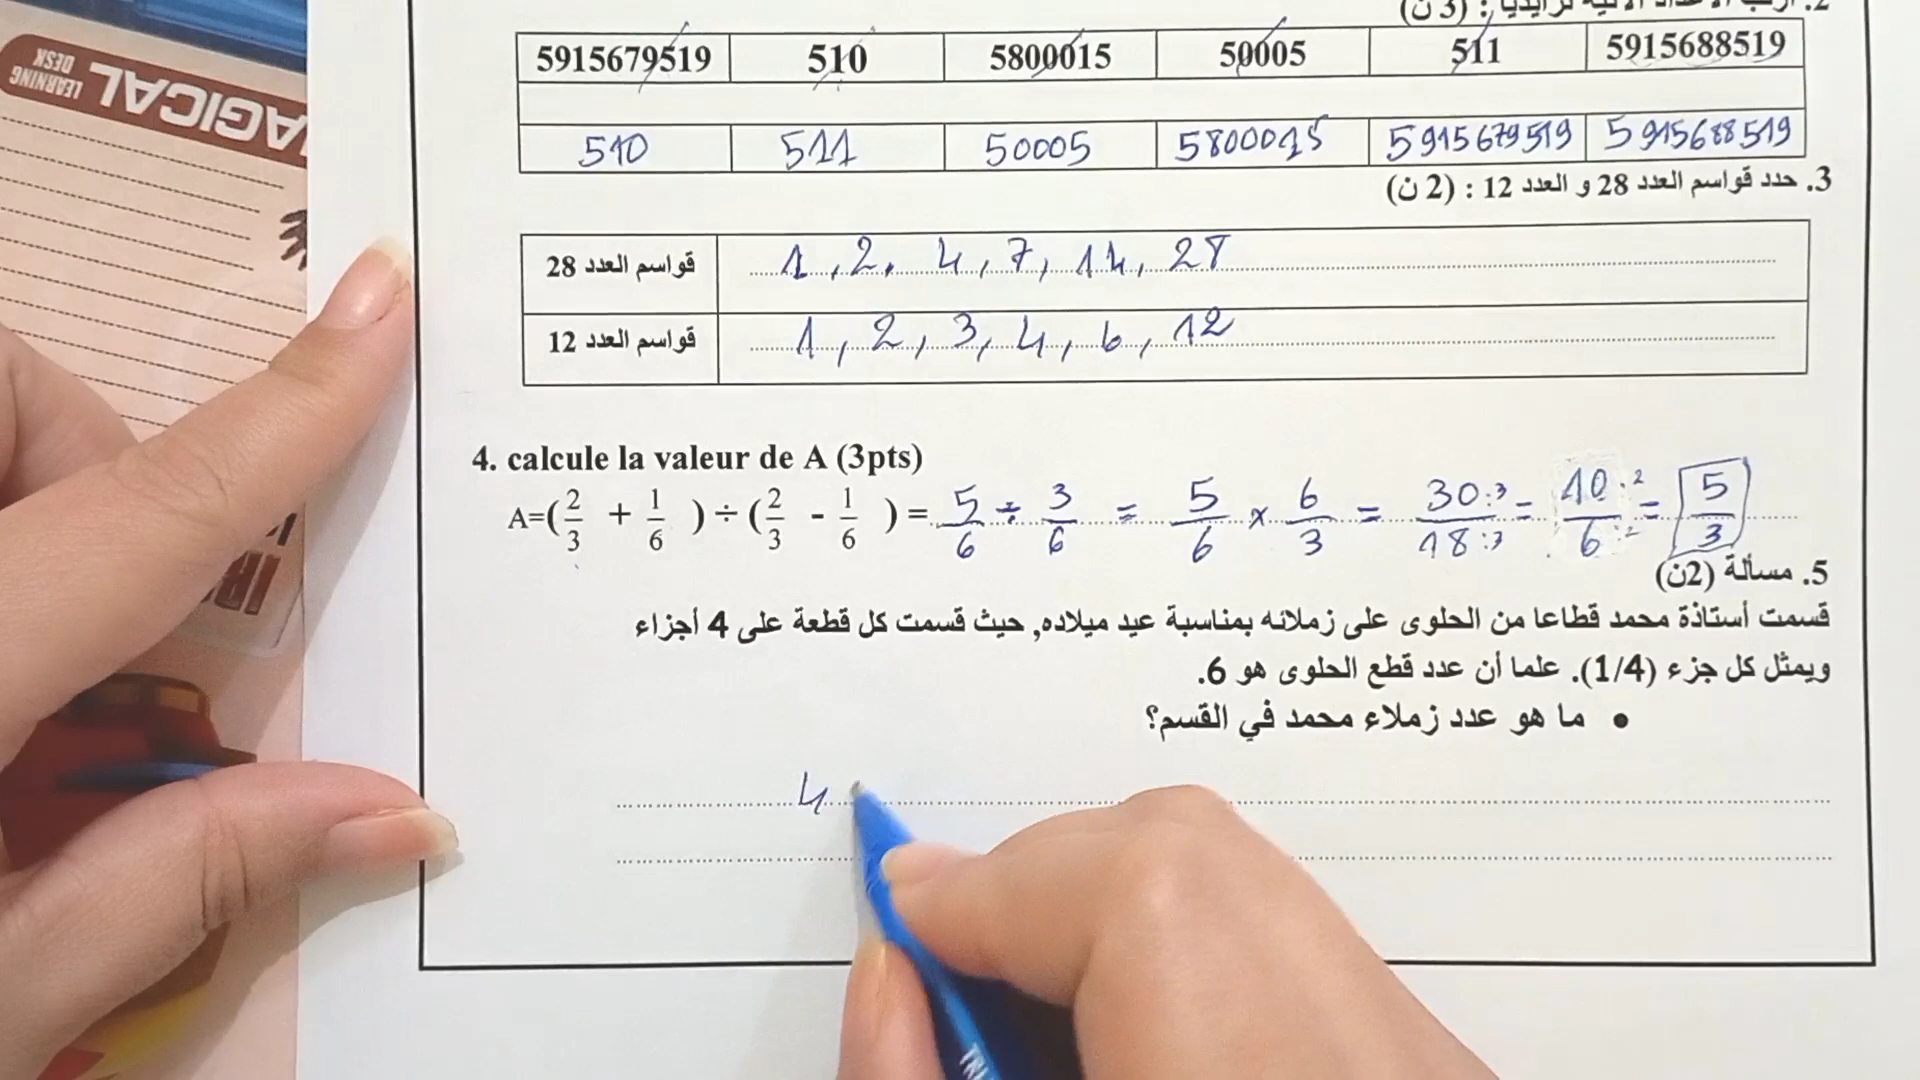 2. رتب الأعداد الآتية تزايديا : (3 ن)
5915679519 510 5800015 50005 511 5915688519
510 511 50005 5800015 5915679519 5915688519
3. حدد قواسم العدد 28 و العدد 12 : (2 ن)
قواسم العدد 28 1, 2, 4, 7, 14, 28
قواسم العدد 12 1, 2, 3, 4, 6, 12
4. calcule la valeur de A (3pts)
A=(2/3 + 1/6) ÷ (2/3 - 1/6) = 5/6 ÷ 3/6 = 5/6 × 6/3 = 30:3/18:3 = 10:2/6:2 = 5/3
5. مسألة (2ن)
قسمت أستاذة محمد قطاعا من الحلوى على زملائه بمناسبة عيد ميلاده, حيث قسمت كل قطعة على 4 أجزاء
ويمثل كل جزء (1/4). علما أن عدد قطع الحلوى هو 6.
• ما هو عدد زملاء محمد في القسم؟
4
AGICAL
LEARNING
DESK